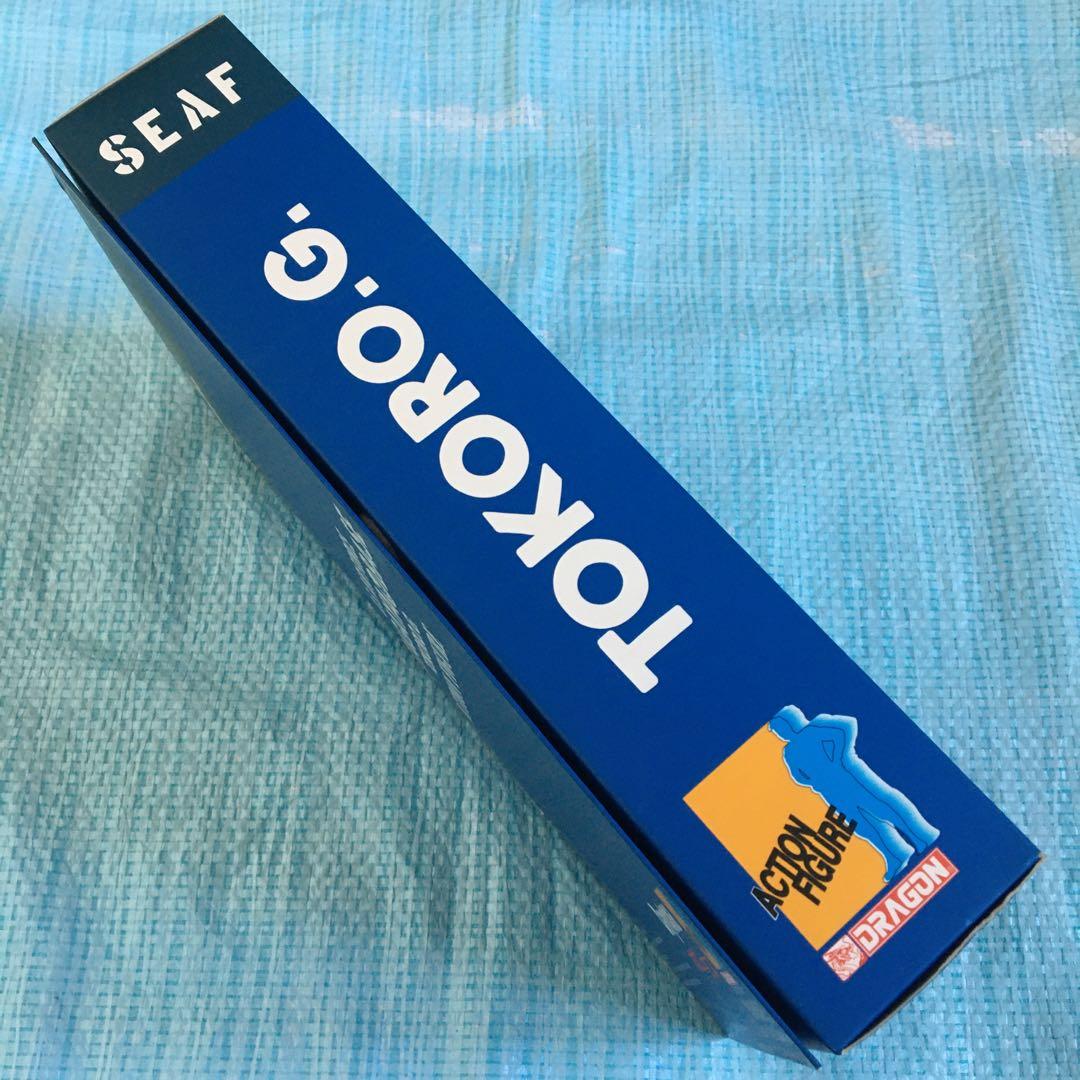 SEAF
TOKORO.G.
ACTION
FIGURE
DRAGON